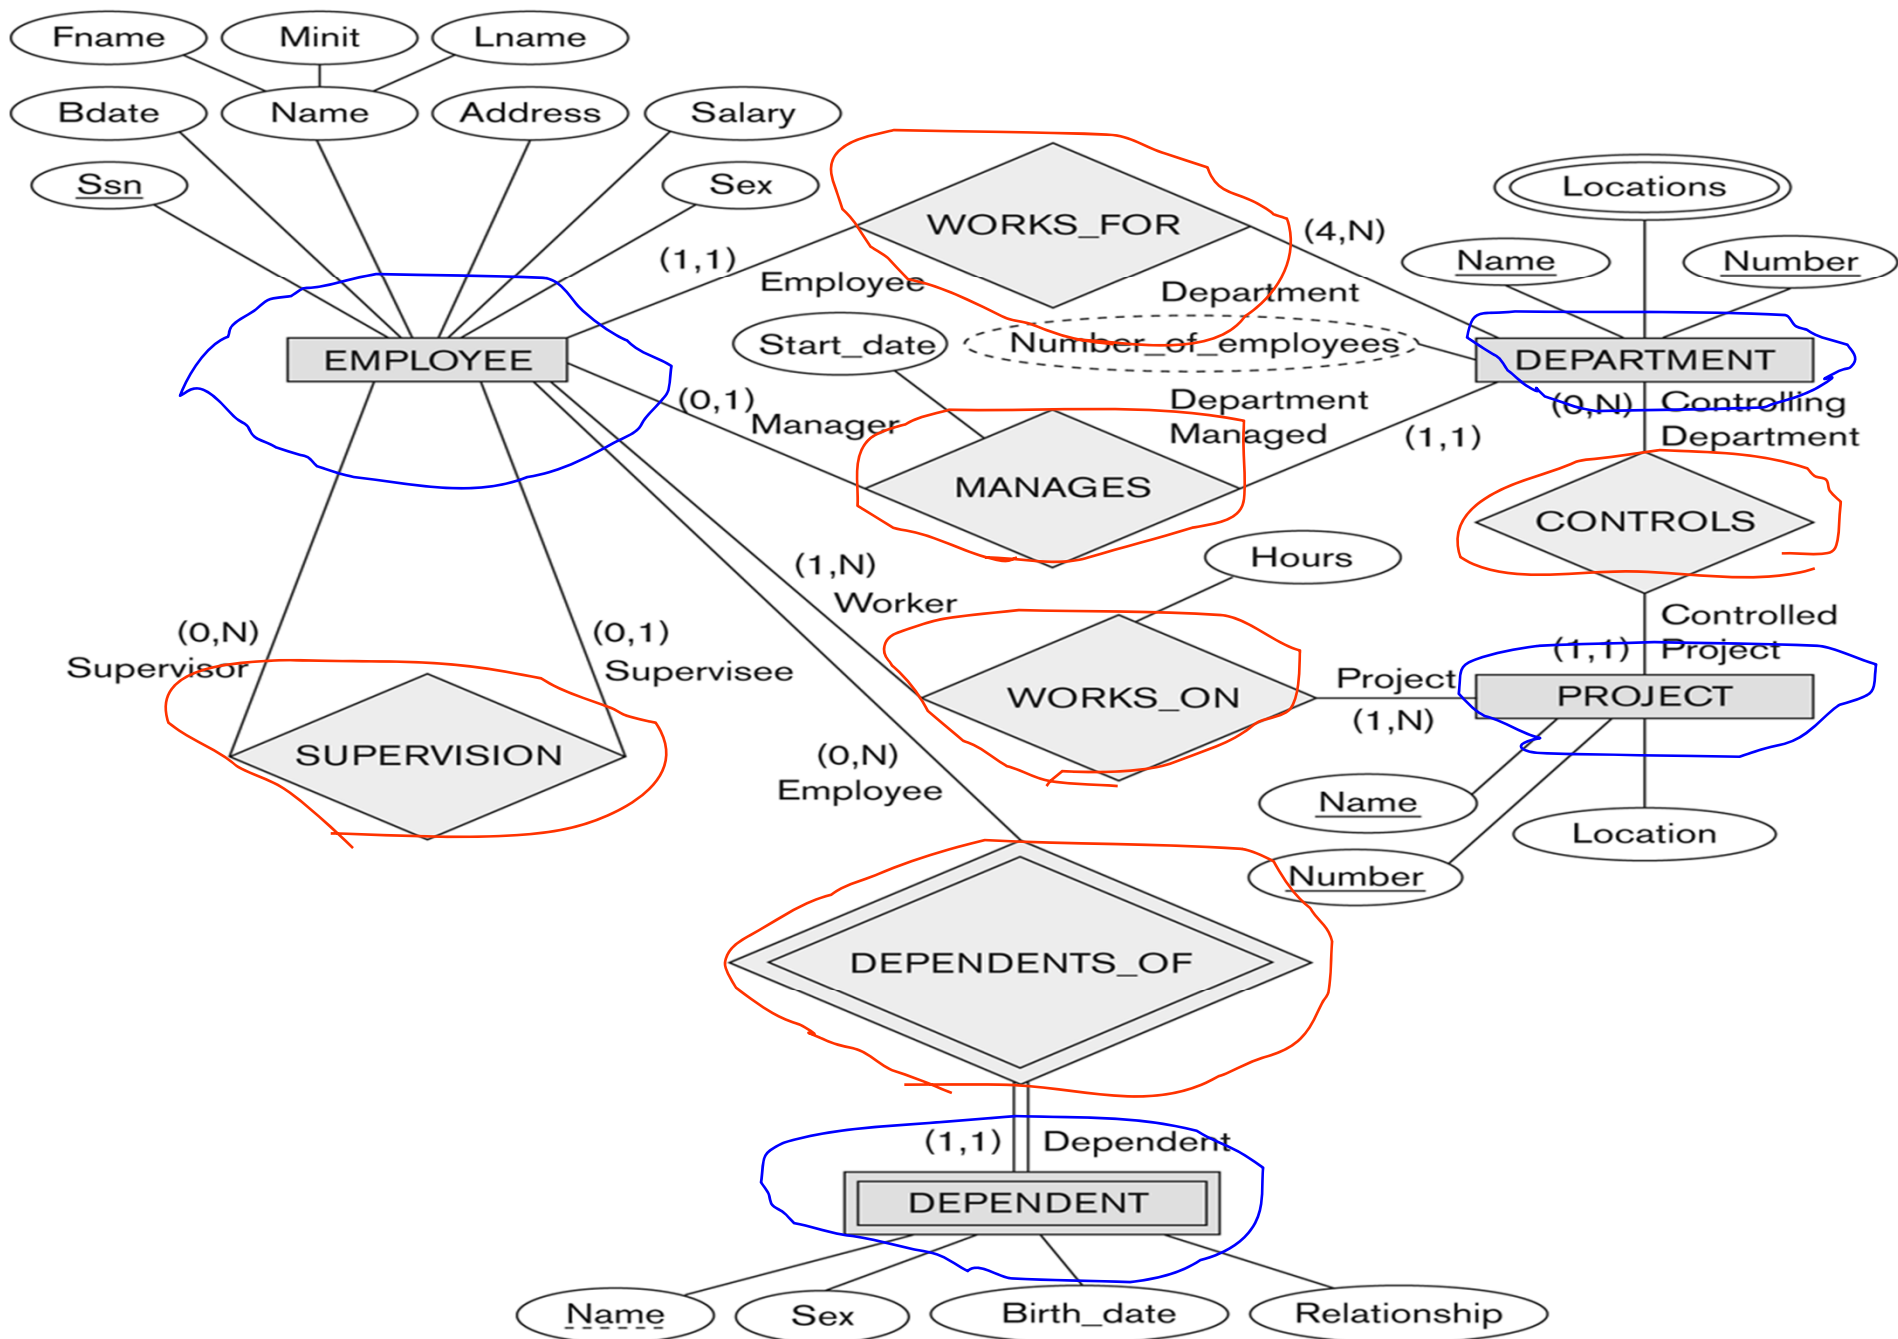 Fname Minit Lname
Bdate Name Address Salary
Ssn Sex
WORKS_FOR
Locations
(1,1)
Employee
(4,N)
Department
Name Number
EMPLOYEE
Start_date
Number_of_employees
DEPARTMENT
(0,1)
Manager
Department
Managed
(1,1)
(0,N) Controlling
Department
MANAGES
CONTROLS
Hours
(1,N)
Worker
(0,N)
Supervisor
(0,1)
Supervisee
Controlled
(1,1) Project
WORKS_ON
Project
(1,N)
PROJECT
SUPERVISION
(0,N)
Employee
Name
Location
Number
DEPENDENTS_OF
(1,1) Dependent
DEPENDENT
Name Sex Birth_date Relationship